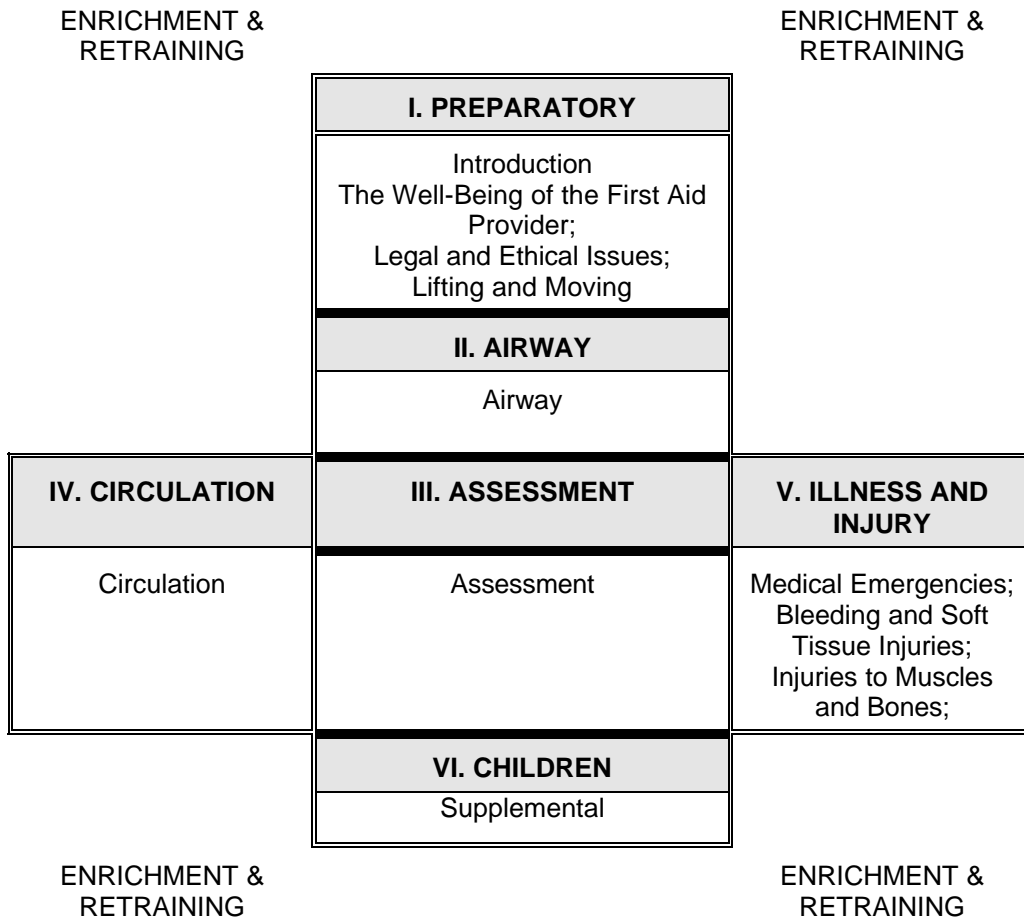 ENRICHMENT &
RETRAINING
ENRICHMENT &
RETRAINING
I. PREPARATORY
Introduction
The Well-Being of the First Aid
Provider;
Legal and Ethical Issues;
Lifting and Moving
II. AIRWAY
Airway
IV. CIRCULATION
III. ASSESSMENT
V. ILLNESS AND
INJURY
Circulation
Assessment
Medical Emergencies;
Bleeding and Soft
Tissue Injuries;
Injuries to Muscles
and Bones;
VI. CHILDREN
Supplemental
ENRICHMENT &
RETRAINING
ENRICHMENT &
RETRAINING